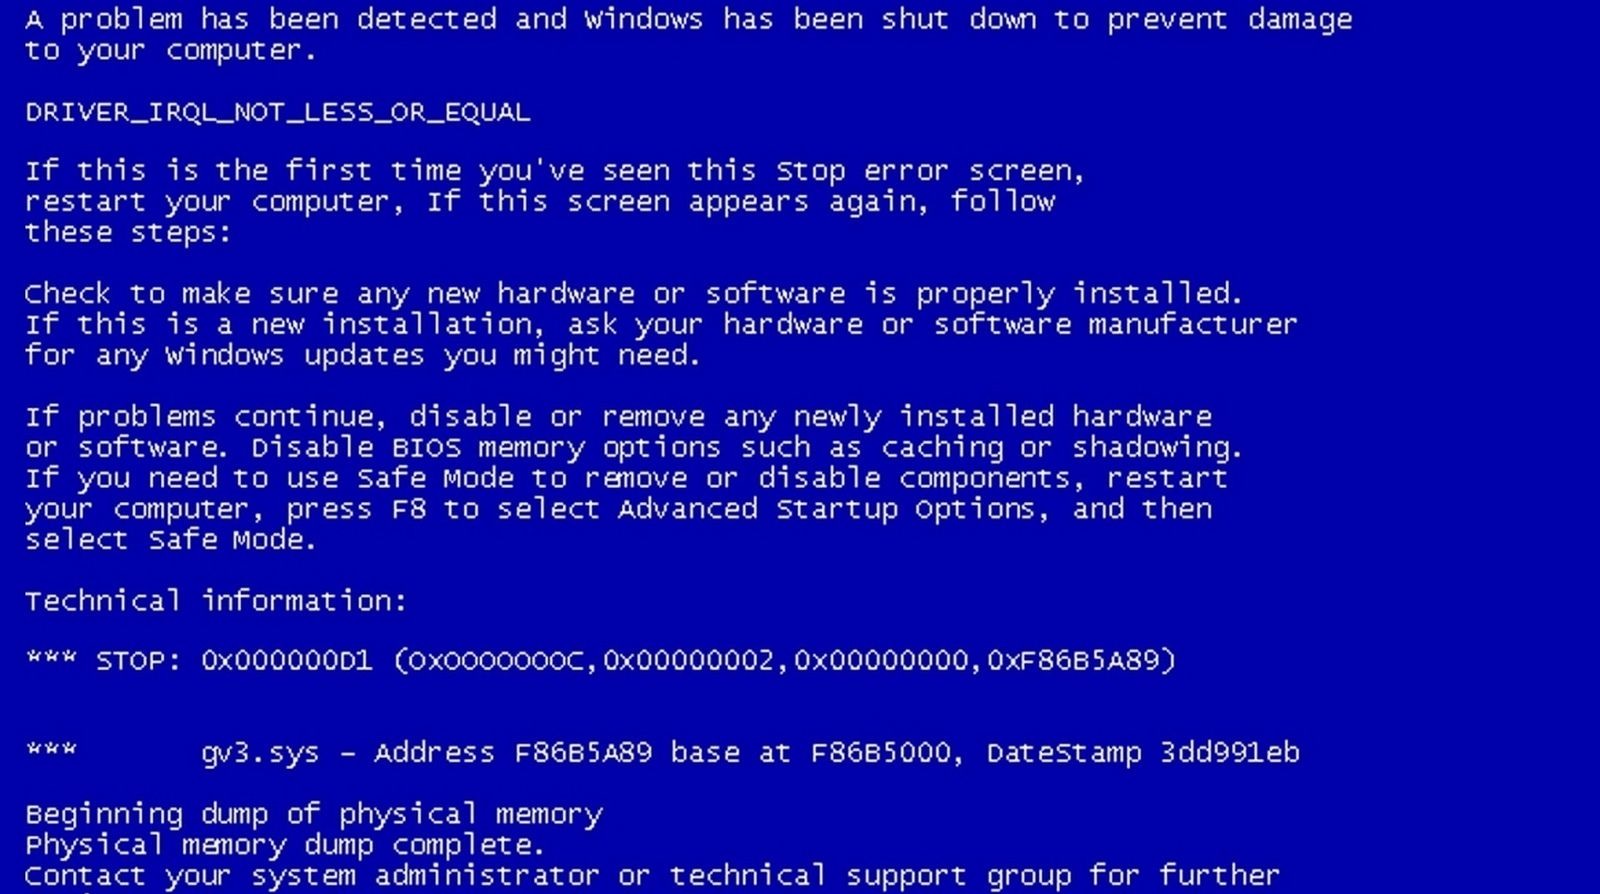 A problem has been detected and Windows has been shut down to prevent damage
to your computer.
DRIVER_IRQL_NOT_LESS_OR_EQUAL
If this is the first time you've seen this Stop error screen,
restart your computer, If this screen appears again, follow
these steps:
Check to make sure any new hardware or software is properly installed.
If this is a new installation, ask your hardware or software manufacturer
for any Windows updates you might need.
If problems continue, disable or remove any newly installed hardware
or software. Disable BIOS memory options such as caching or shadowing.
If you need to use Safe Mode to remove or disable components, restart
your computer, press F8 to select Advanced Startup Options, and then
select Safe Mode.
Technical information:
*** STOP: 0x000000D1 (0x0000000C,0x00000002,0x00000000,0xF86B5A89)
*** gv3.sys – Address F86B5A89 base at F86B5000, DateStamp 3dd991eb
Beginning dump of physical memory
Physical memory dump complete.
Contact your system administrator or technical support group for further